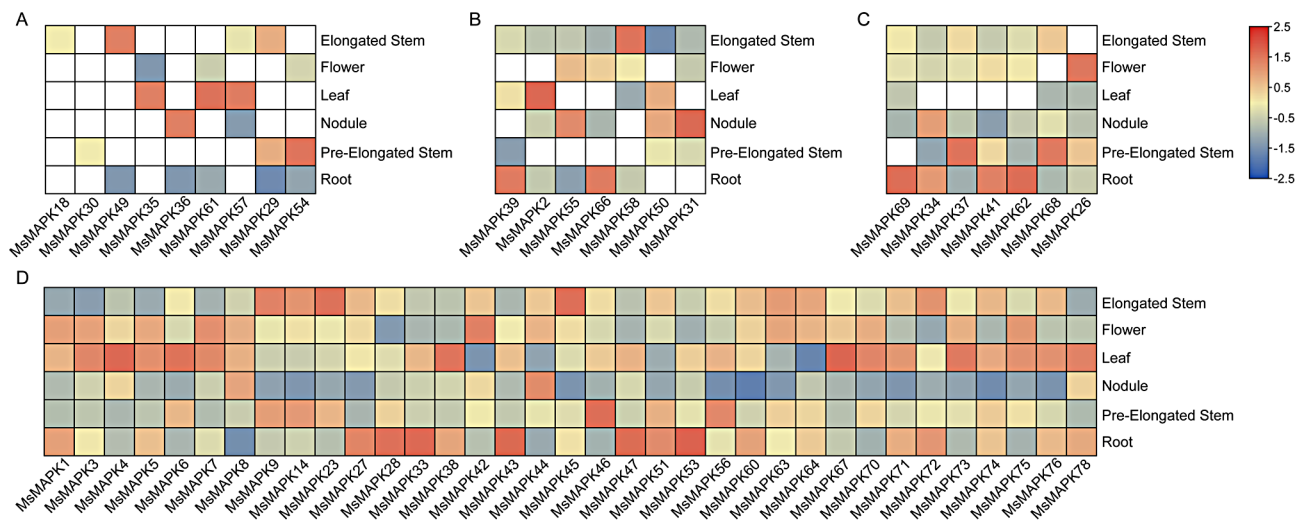 A
Elongated Stem
Flower
Leaf
Nodule
Pre-Elongated Stem
Root
MsMAPK18
MsMAPK30
MsMAPK49
MsMAPK35
MsMAPK36
MsMAPK61
MsMAPK57
MsMAPK29
MsMAPK54
B
Elongated Stem
Flower
Leaf
Nodule
Pre-Elongated Stem
Root
MsMAPK39
MsMAPK2
MsMAPK55
MsMAPK66
MsMAPK58
MsMAPK50
MsMAPK31
C
Elongated Stem
Flower
Leaf
Nodule
Pre-Elongated Stem
Root
MsMAPK69
MsMAPK34
MsMAPK37
MsMAPK41
MsMAPK62
MsMAPK68
MsMAPK26
2.5
1.5
0.5
-0.5
-1.5
-2.5
D
Elongated Stem
Flower
Leaf
Nodule
Pre-Elongated Stem
Root
MsMAPK1
MsMAPK3
MsMAPK4
MsMAPK5
MsMAPK6
MsMAPK7
MsMAPK8
MsMAPK9
MsMAPK14
MsMAPK23
MsMAPK27
MsMAPK28
MsMAPK33
MsMAPK38
MsMAPK42
MsMAPK43
MsMAPK44
MsMAPK45
MsMAPK46
MsMAPK47
MsMAPK51
MsMAPK53
MsMAPK56
MsMAPK60
MsMAPK63
MsMAPK64
MsMAPK67
MsMAPK70
MsMAPK71
MsMAPK72
MsMAPK73
MsMAPK74
MsMAPK75
MsMAPK76
MsMAPK78